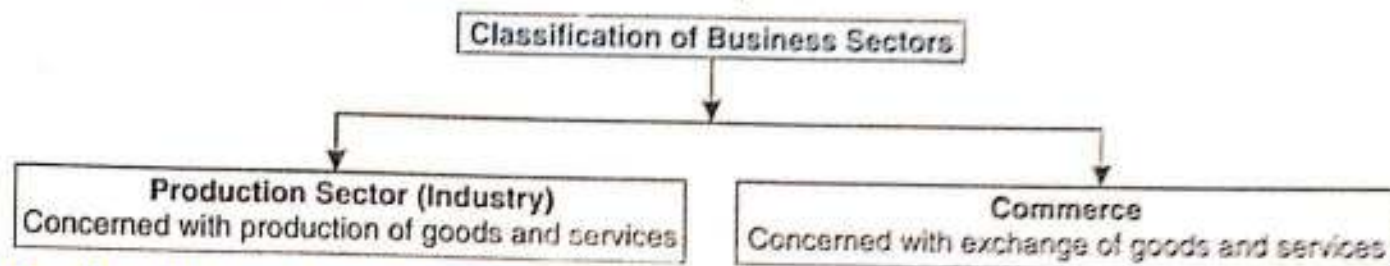 Classification of Business Sectors
Production Sector (Industry)
Concerned with production of goods and services
Commerce
Concerned with exchange of goods and services